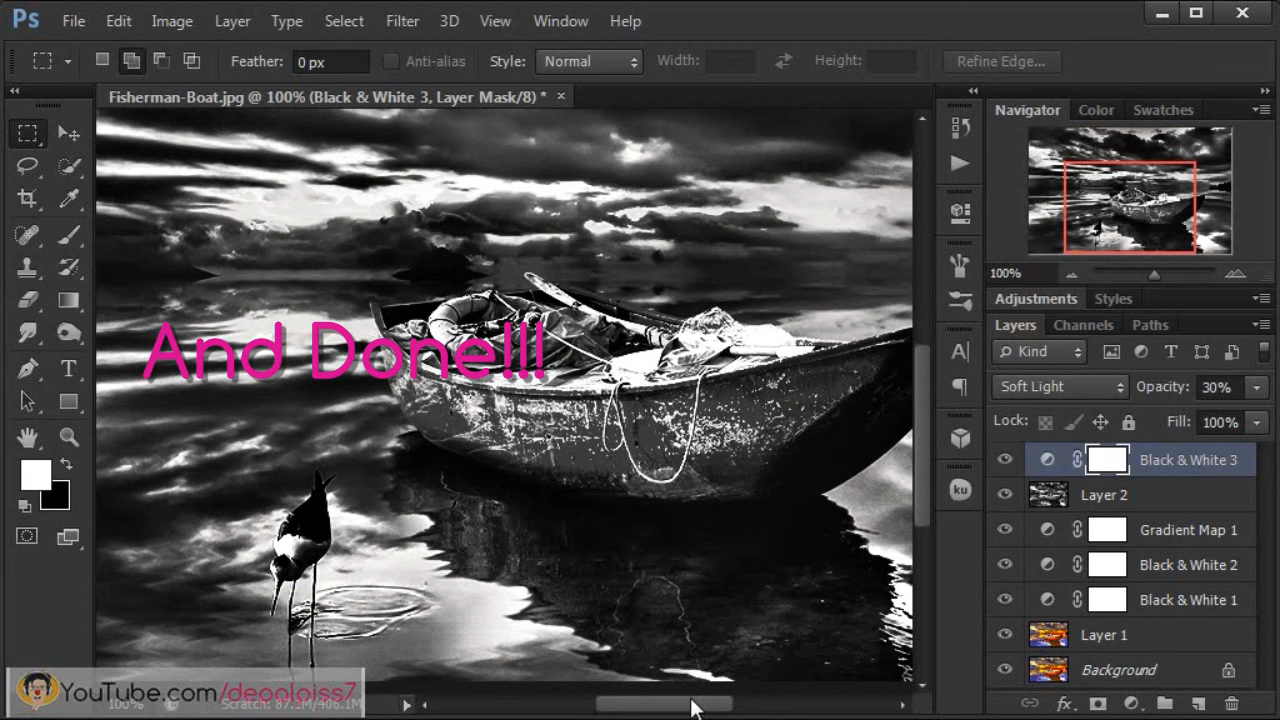 Ps File Edit Image Layer Type Select Filter 3D View Window Help
Feather: 0 px Anti-alias Style: Normal Width: Height: Refine Edge...
Fisherman-Boat.jpg @ 100% (Black & White 3, Layer Mask/8) * ×
Navigator Color Swatches
100%
Adjustments Styles
Layers Channels Paths
Kind
Soft Light Opacity: 30%
Lock: Fill: 100%
Black & White 3
Layer 2
Gradient Map 1
Black & White 2
Black & White 1
Layer 1
Background
ku
And Done!!!
YouTube.com/depoloiss7
100% Scratch: 87.1M/406.1M